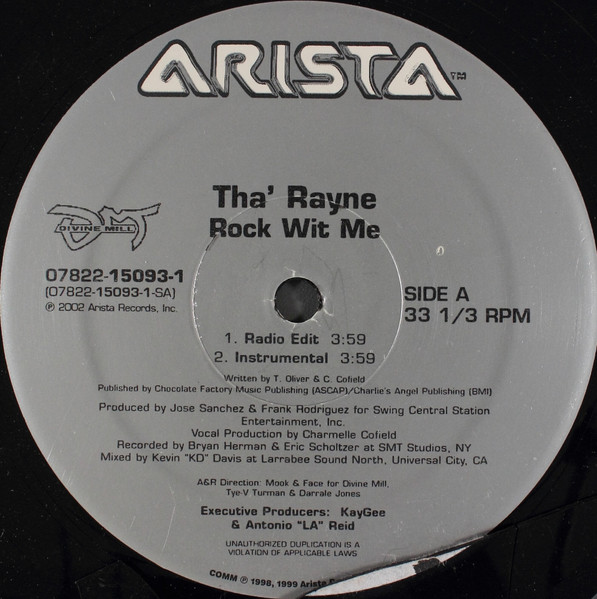 ARISTA™
Tha' Rayne
Rock Wit Me
DMT
DIVINE MILL
07822-15093-1
(07822-15093-1-SA)
℗ 2002 Arista Records, Inc.
SIDE A
33 1/3 RPM
1. Radio Edit 3:59
2. Instrumental 3:59
Written by T. Oliver & C. Cofield
Published by Chocolate Factory Music Publishing (ASCAP)/Charlie's Angel Publishing (BMI)
Produced by Jose Sanchez & Frank Rodriguez for Swing Central Station
Entertainment, Inc.
Vocal Production by Charmelle Cofield
Recorded by Bryan Herman & Eric Scholtzer at SMT Studios, NY
Mixed by Kevin "KD" Davis at Larrabee Sound North, Universal City, CA
A&R Direction: Mook & Face for Divine Mill,
Tye-V Turman & Darrale Jones
Executive Producers: KayGee
& Antonio "LA" Reid
UNAUTHORIZED DUPLICATION IS A
VIOLATION OF APPLICABLE LAWS
COMM ℗ 1998, 1999 Arista